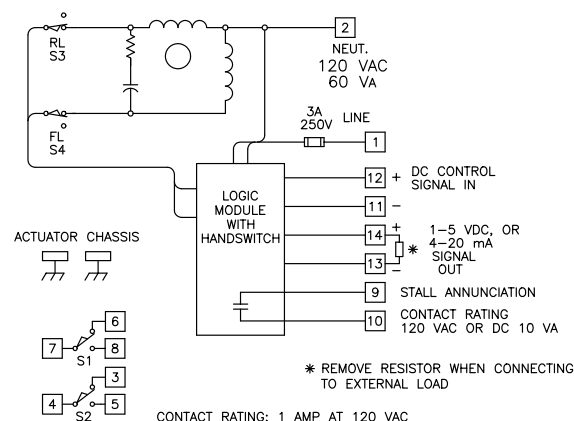 RL
S3
2
NEUT.
120 VAC
60 VA
3A
250V
LINE
1
FL
S4
LOGIC
MODULE
WITH
HANDSWITCH
12 + DC CONTROL
SIGNAL IN
11 −
14 +
1−5 VDC, OR
4−20 mA
SIGNAL
OUT
*
13 −
9 STALL ANNUNCIATION
10 CONTACT RATING
120 VAC OR DC 10 VA
ACTUATOR CHASSIS
6
7
8
S1
3
4
5
S2
* REMOVE RESISTOR WHEN CONNECTING
TO EXTERNAL LOAD
CONTACT RATING: 1 AMP AT 120 VAC